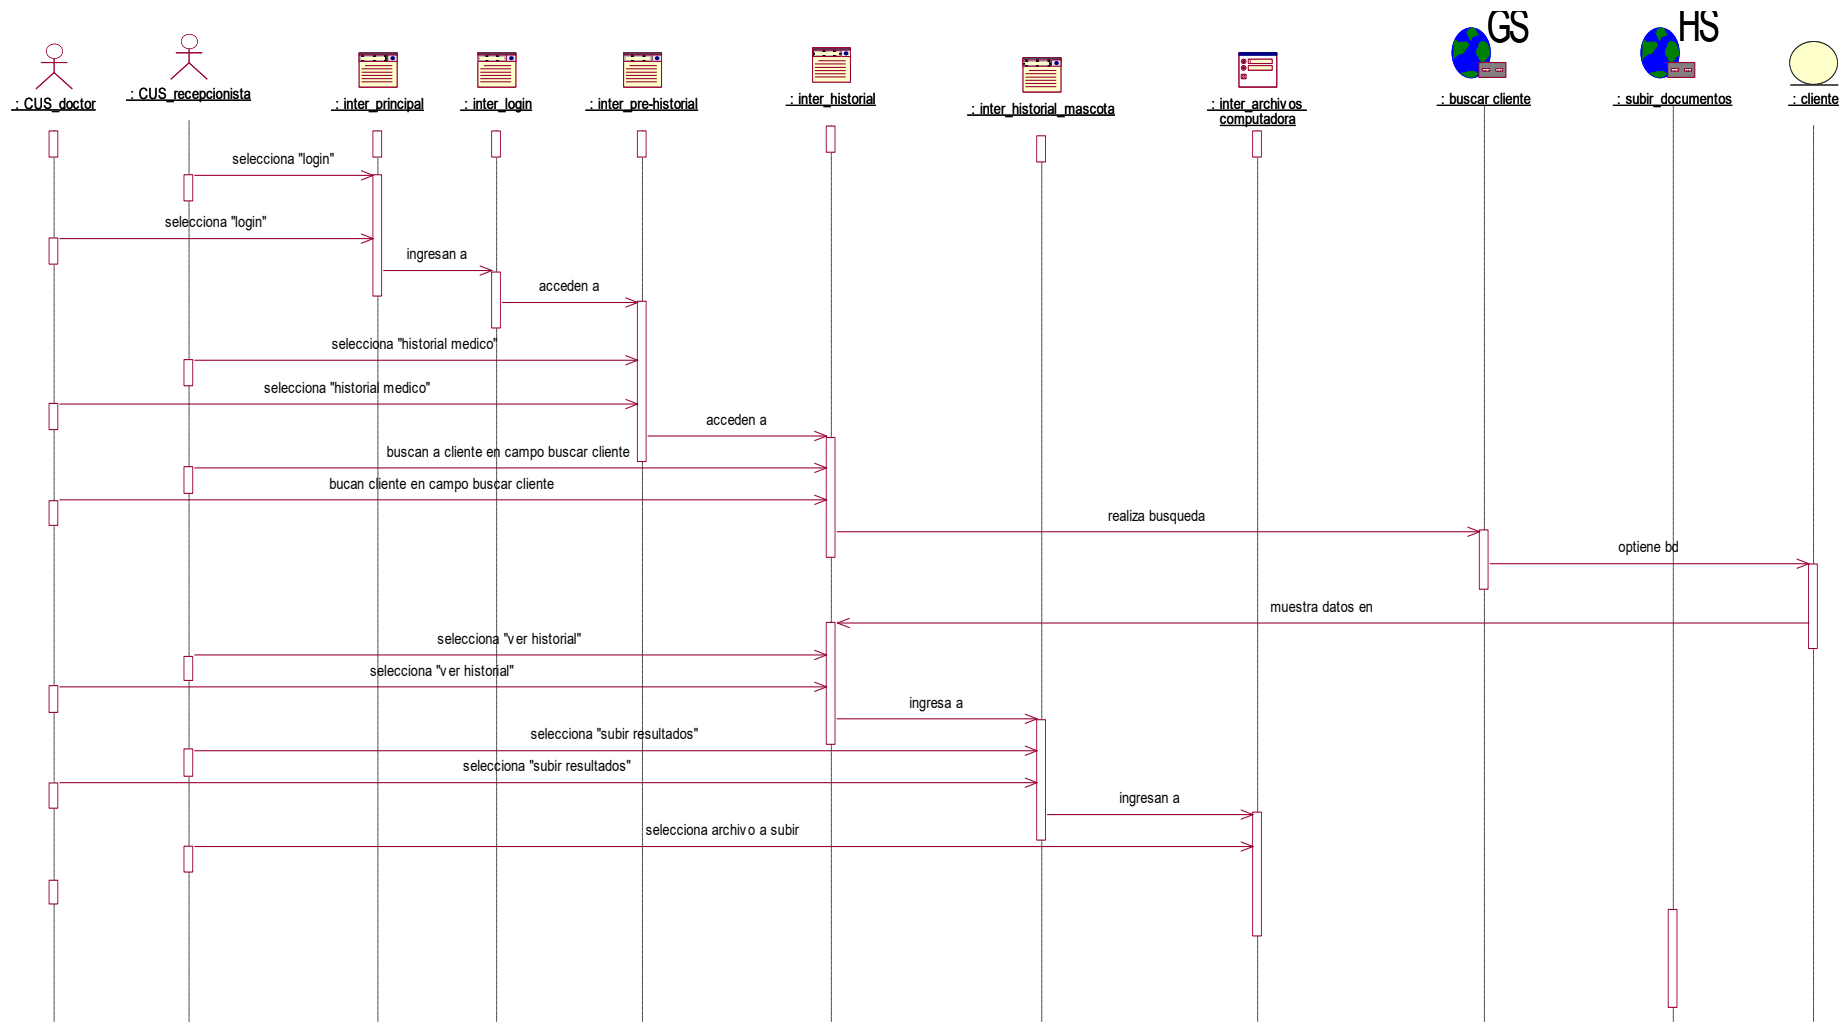 GS
HS
: CUS_doctor
: CUS_recepcionista
: inter_principal
: inter_login
: inter_pre-historial
: inter_historial
: inter_historial_mascota
: inter_archivos
computadora
: buscar cliente
: subir_documentos
: cliente
selecciona "login"
selecciona "login"
ingresan a
acceden a
selecciona "historial medico"
selecciona "historial medico"
acceden a
buscan a cliente en campo buscar cliente
bucan cliente en campo buscar cliente
realiza busqueda
optiene bd
muestra datos en
selecciona "ver historial"
selecciona "ver historial"
ingresa a
selecciona "subir resultados"
selecciona "subir resultados"
ingresan a
selecciona archivo a subir